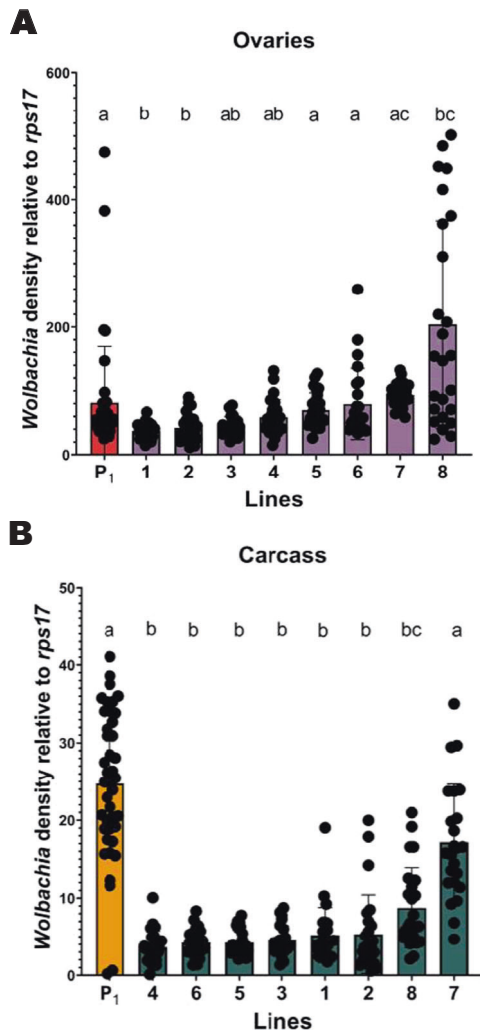 A
Ovaries
Wolbachia density relative to rps17
600
400
200
0
a b b ab ab a a ac bc
P1 1 2 3 4 5 6 7 8
Lines
B
Carcass
Wolbachia density relative to rps17
50
40
30
20
10
0
a b b b b b b bc a
P1 4 6 5 3 1 2 8 7
Lines